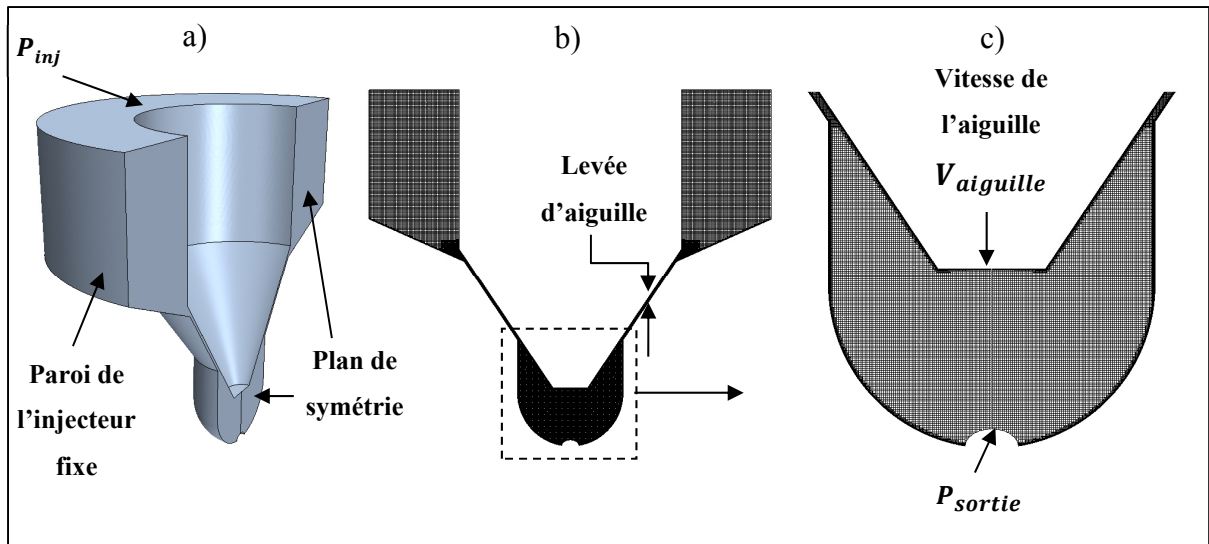 a)
P_inj
Paroi de
l'injecteur
fixe
Plan de
symétrie
b)
Levée
d'aiguille
c)
Vitesse de
l'aiguille
V_aiguille
P_sortie